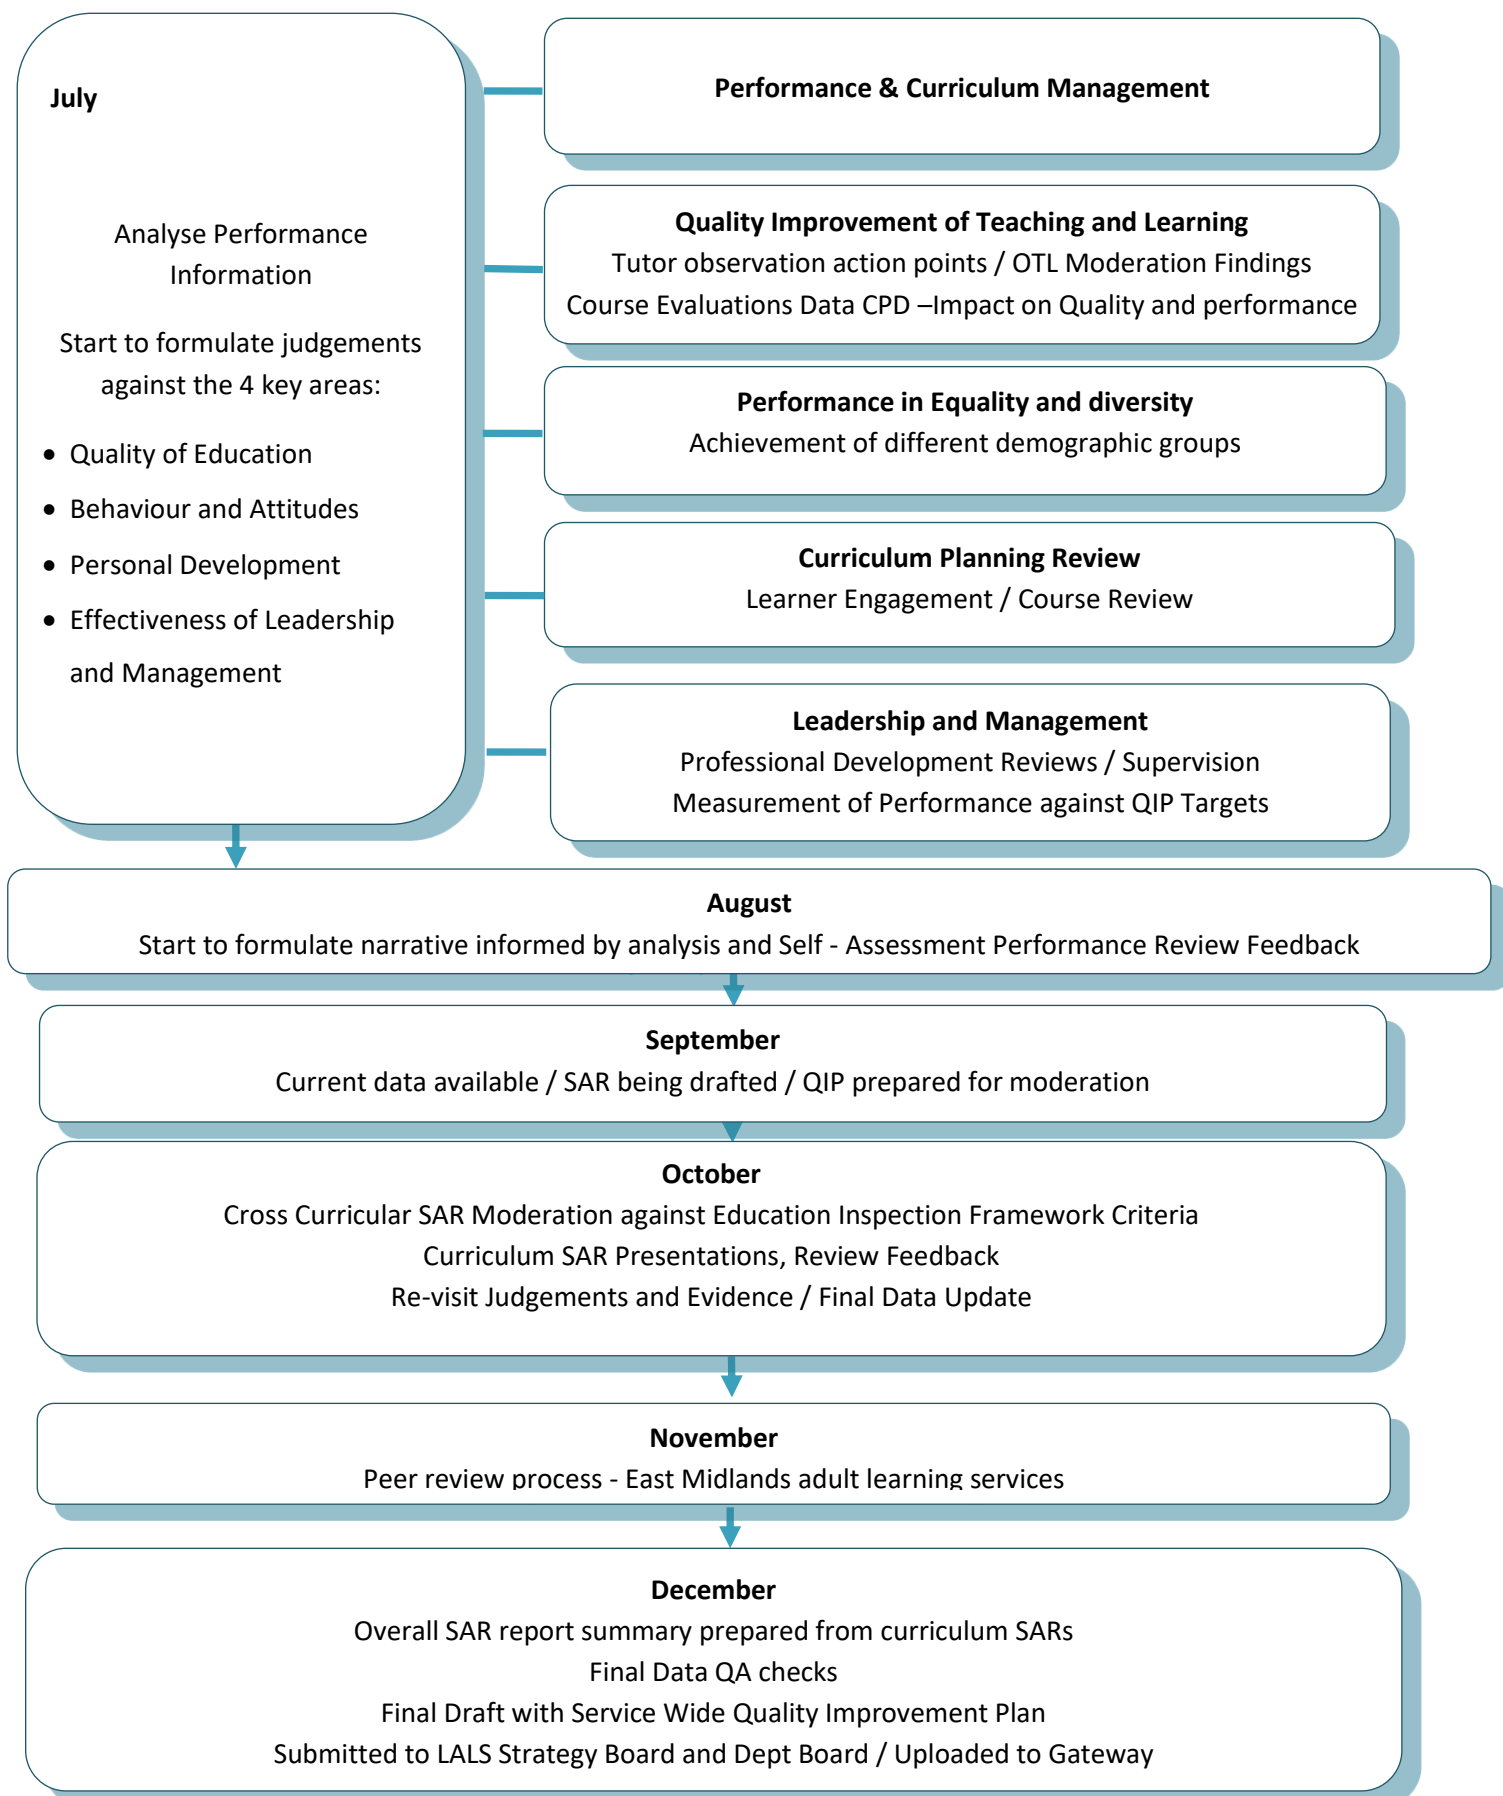 July
Analyse Performance
Information
Start to formulate judgements
against the 4 key areas:
• Quality of Education
• Behaviour and Attitudes
• Personal Development
• Effectiveness of Leadership
and Management
Performance & Curriculum Management
Quality Improvement of Teaching and Learning
Tutor observation action points / OTL Moderation Findings
Course Evaluations Data CPD –Impact on Quality and performance
Performance in Equality and diversity
Achievement of different demographic groups
Curriculum Planning Review
Learner Engagement / Course Review
Leadership and Management
Professional Development Reviews / Supervision
Measurement of Performance against QIP Targets
August
Start to formulate narrative informed by analysis and Self - Assessment Performance Review Feedback
September
Current data available / SAR being drafted / QIP prepared for moderation
October
Cross Curricular SAR Moderation against Education Inspection Framework Criteria
Curriculum SAR Presentations, Review Feedback
Re-visit Judgements and Evidence / Final Data Update
November
Peer review process - East Midlands adult learning services
December
Overall SAR report summary prepared from curriculum SARs
Final Data QA checks
Final Draft with Service Wide Quality Improvement Plan
Submitted to LALS Strategy Board and Dept Board / Uploaded to Gateway